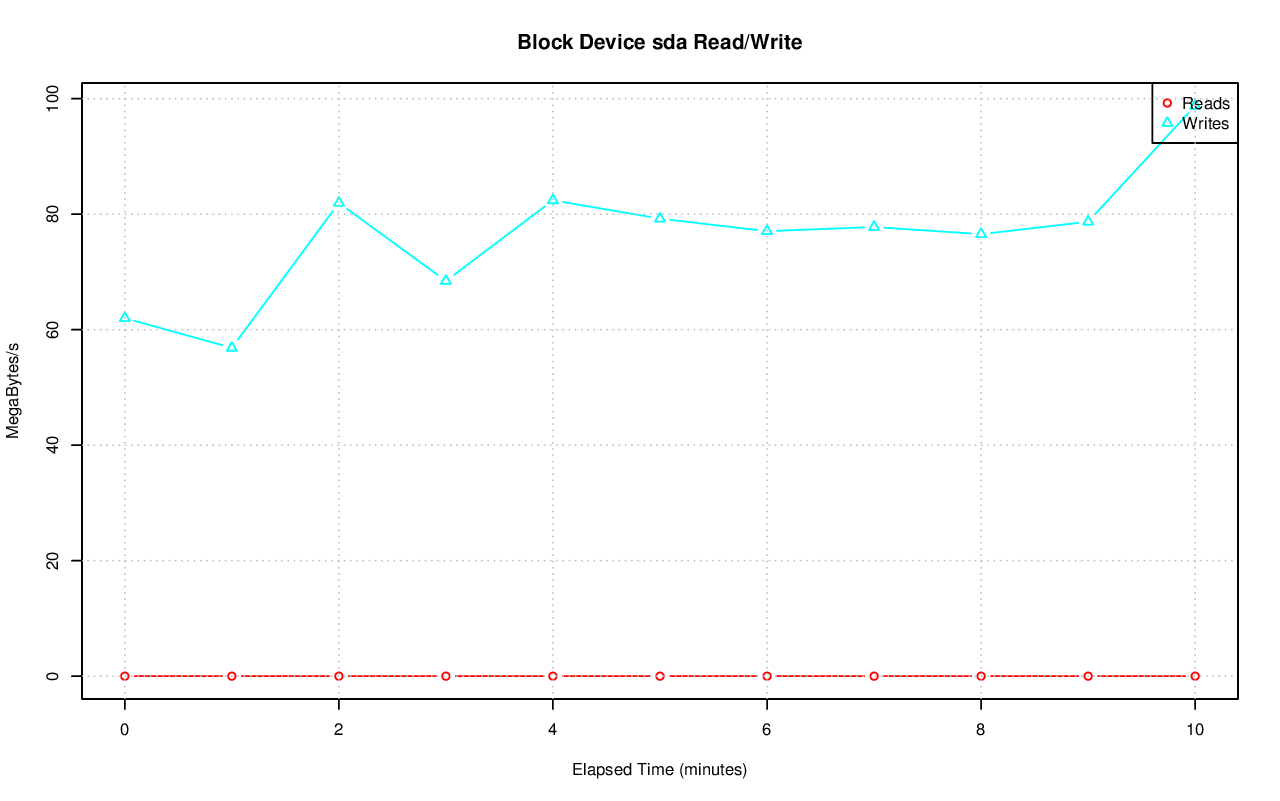 Block Device sda Read/Write
MegaBytes/s
100
80
60
40
20
0
Reads
Writes
0 2 4 6 8 10
Elapsed Time (minutes)